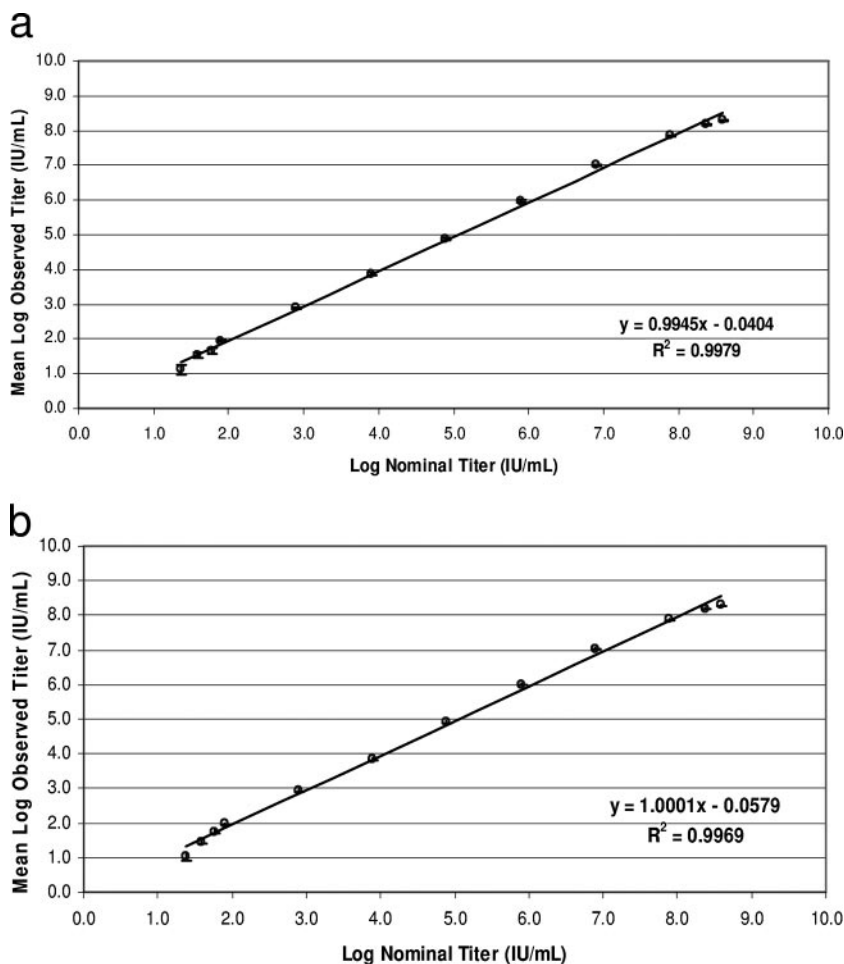 a
10.0
9.0
8.0
7.0
6.0
5.0
4.0
3.0
2.0
1.0
0.0
Mean Log Observed Titer (IU/mL)
y = 0.9945x - 0.0404
R² = 0.9979
0.0 1.0 2.0 3.0 4.0 5.0 6.0 7.0 8.0 9.0 10.0
Log Nominal Titer (IU/mL)
b
10.0
9.0
8.0
7.0
6.0
5.0
4.0
3.0
2.0
1.0
0.0
Mean Log Observed Titer (IU/mL)
y = 1.0001x - 0.0579
R² = 0.9969
0.0 1.0 2.0 3.0 4.0 5.0 6.0 7.0 8.0 9.0 10.0
Log Nominal Titer (IU/mL)